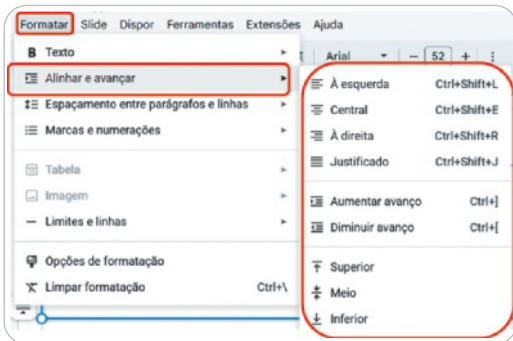 Formatar Slide Dispor Ferramentas Extensões Ajuda
B Texto
Arial - 52 + 
Alinhar e avançar
Espaçamento entre parágrafos e linhas
Marcas e numerações
Tabela
Imagem
Limites e linhas
Opções de formatação
Limpar formatação Ctrl+\
À esquerda Ctrl+Shift+L
Central Ctrl+Shift+E
À direita Ctrl+Shift+R
Justificado Ctrl+Shift+J
Aumentar avanço Ctrl+]
Diminuir avanço Ctrl+[
Superior
Meio
Inferior